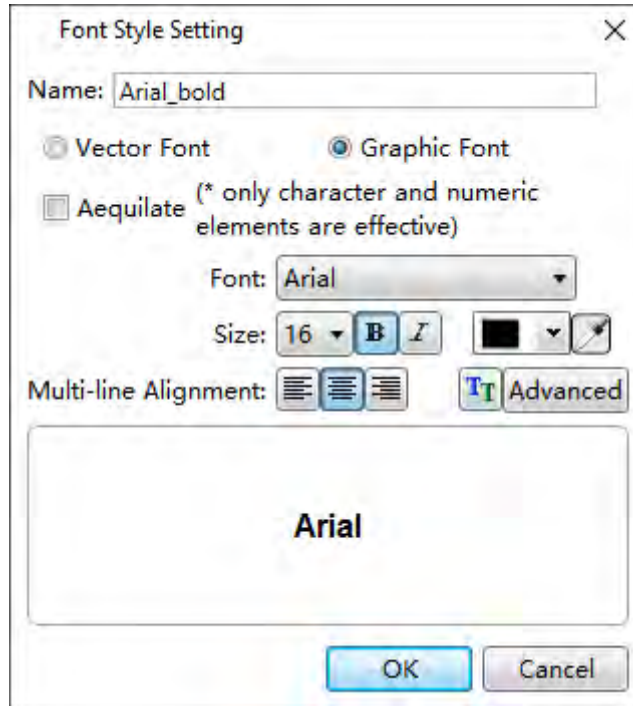 Font Style Setting
Name: Arial_bold
Vector Font Graphic Font
Aequilate (* only character and numeric
elements are effective)
Font: Arial
Size: 16 B I
Multi-line Alignment: TT Advanced
Arial
OK Cancel